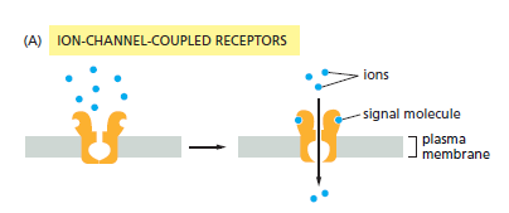 (A) ION-CHANNEL-COUPLED RECEPTORS
ions
signal molecule
plasma
membrane